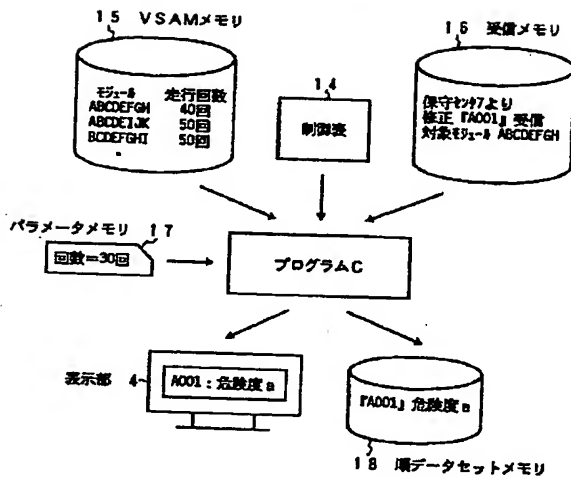 15 VSAMメモリ
モジュール 走行回数
ABCDEFGH 40回
ABCDEIJK 50回
BCDEFGHI 50回
14
制御表
16 受信メモリ
保守センタ7より
修正『A001』受信
対象モジュール ABCDEFGH
パラメータメモリ 17
回数=30回
プログラムC
表示部 4
A001:危険度a
『A001』危険度a
18 順データセットメモリ